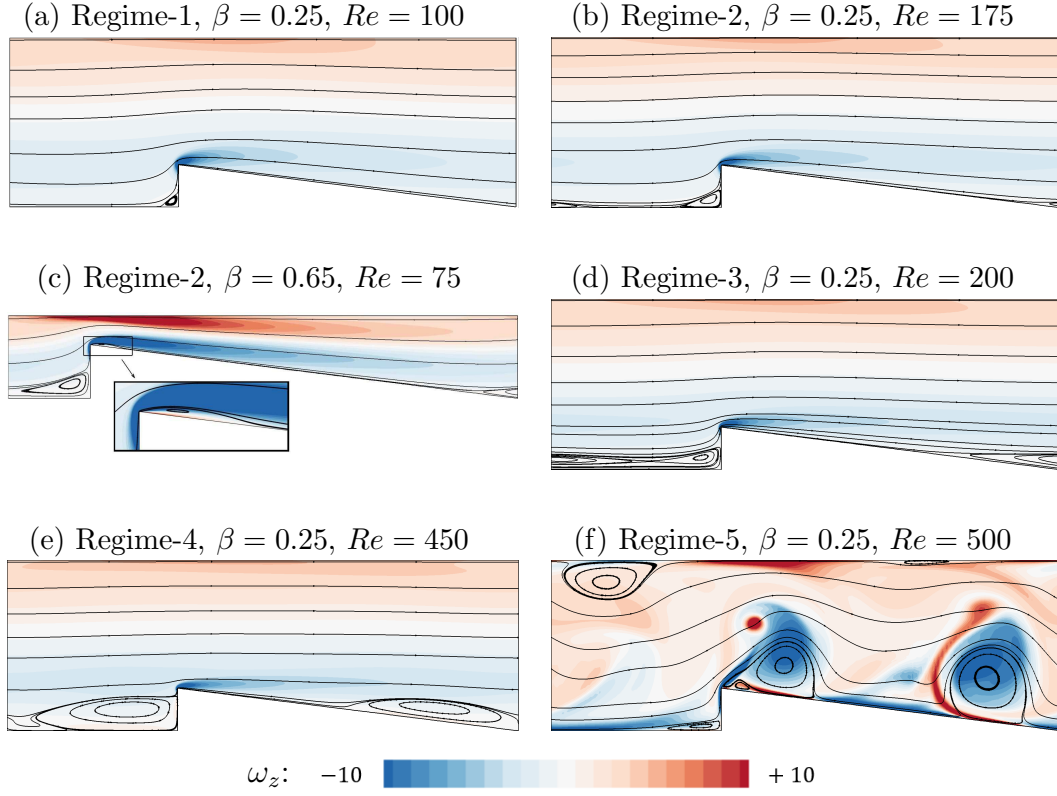 (a) Regime-1, β = 0.25, Re = 100
(b) Regime-2, β = 0.25, Re = 175
(c) Regime-2, β = 0.65, Re = 75
(d) Regime-3, β = 0.25, Re = 200
(e) Regime-4, β = 0.25, Re = 450
(f) Regime-5, β = 0.25, Re = 500
ω_z: −10 +10